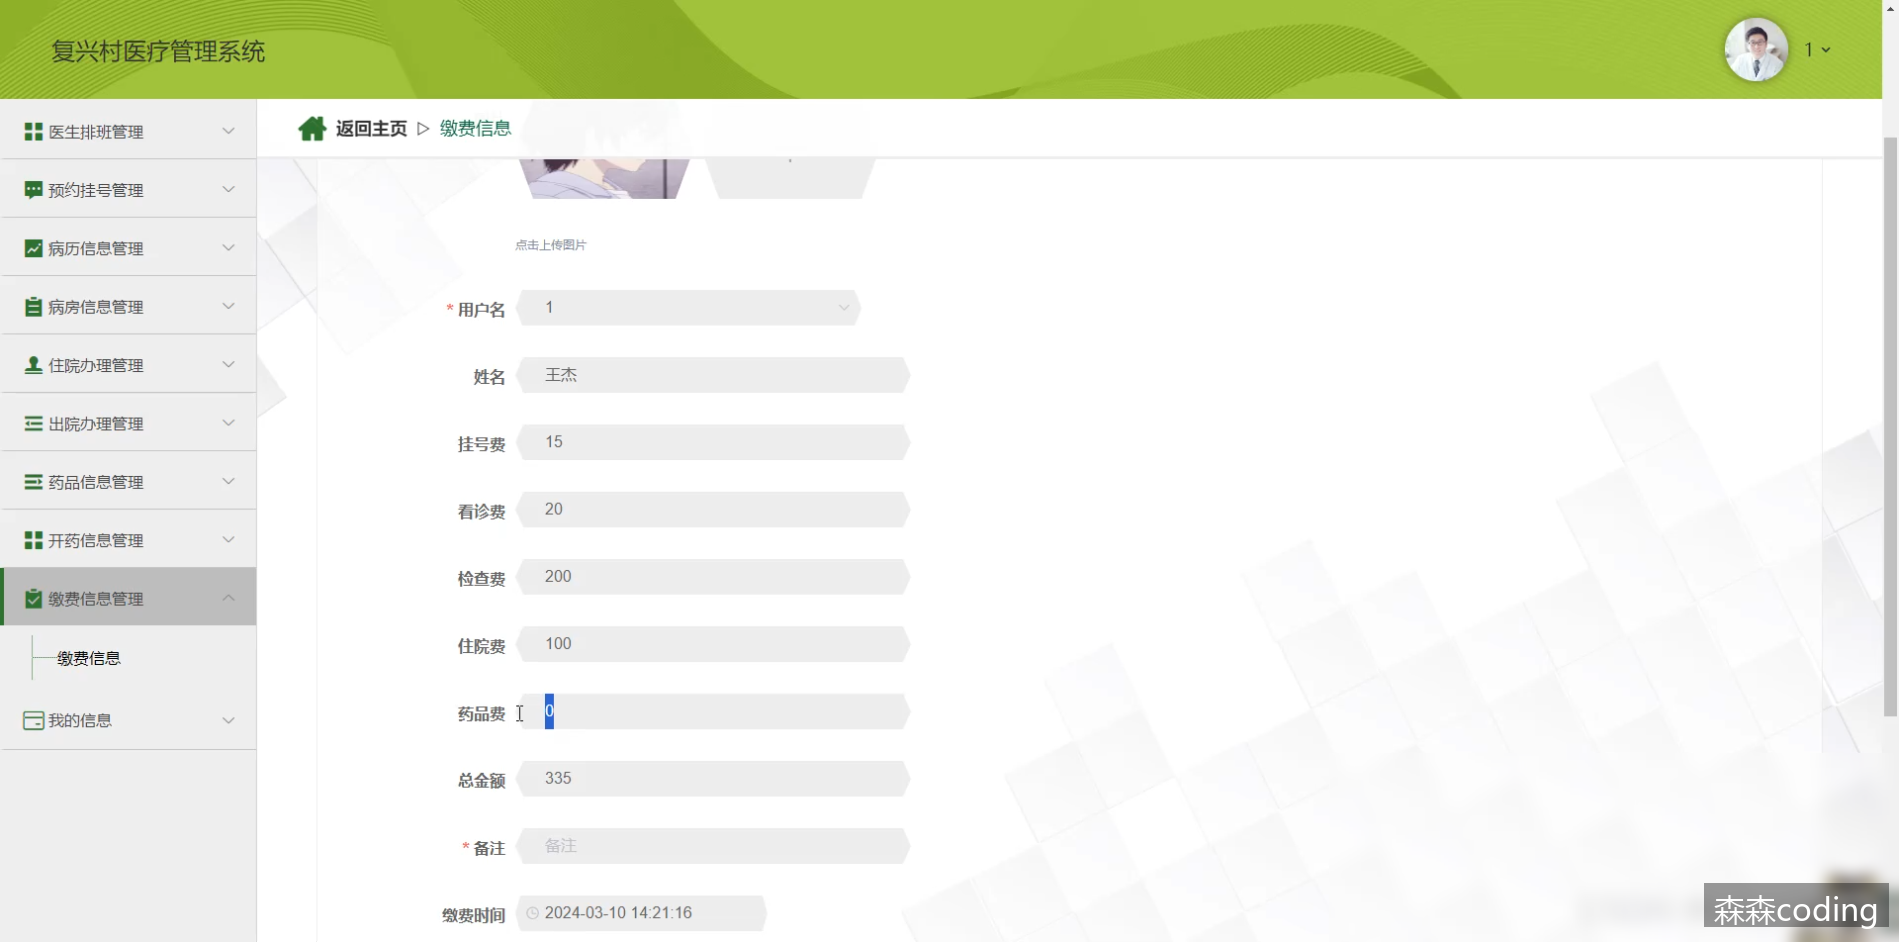 复兴村医疗管理系统
1
医生排班管理
预约挂号管理
病历信息管理
病房信息管理
住院办理管理
出院办理管理
药品信息管理
开药信息管理
缴费信息管理
缴费信息
我的信息
返回主页 ▷ 缴费信息
点击上传图片
* 用户名 1
姓名 王杰
挂号费 15
看诊费 20
检查费 200
住院费 100
药品费 0
总金额 335
* 备注 备注
缴费时间 2024-03-10 14:21:16
森森coding